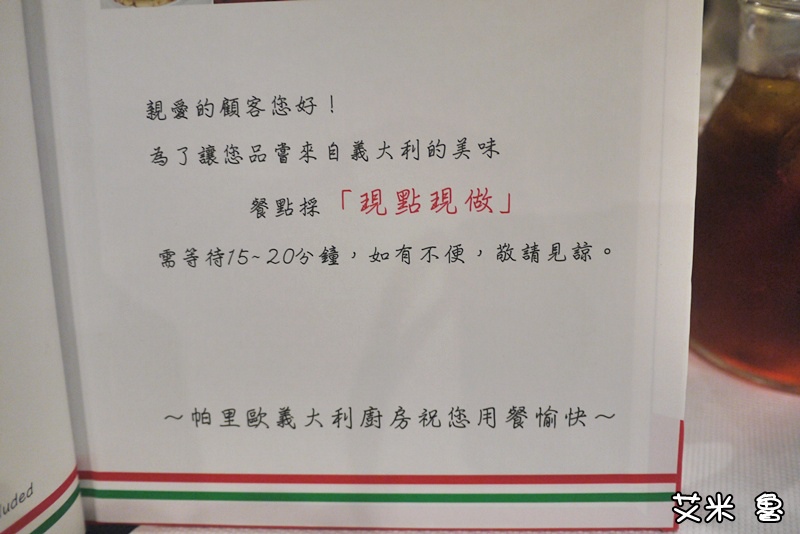 親愛的顧客您好！
為了讓您品嘗來自義大利的美味
餐點採「現點現做」
需等待15~20分鐘，如有不便，敬請見諒。
～帕里歐義大利廚房祝您用餐愉快～
luded
艾米 魯